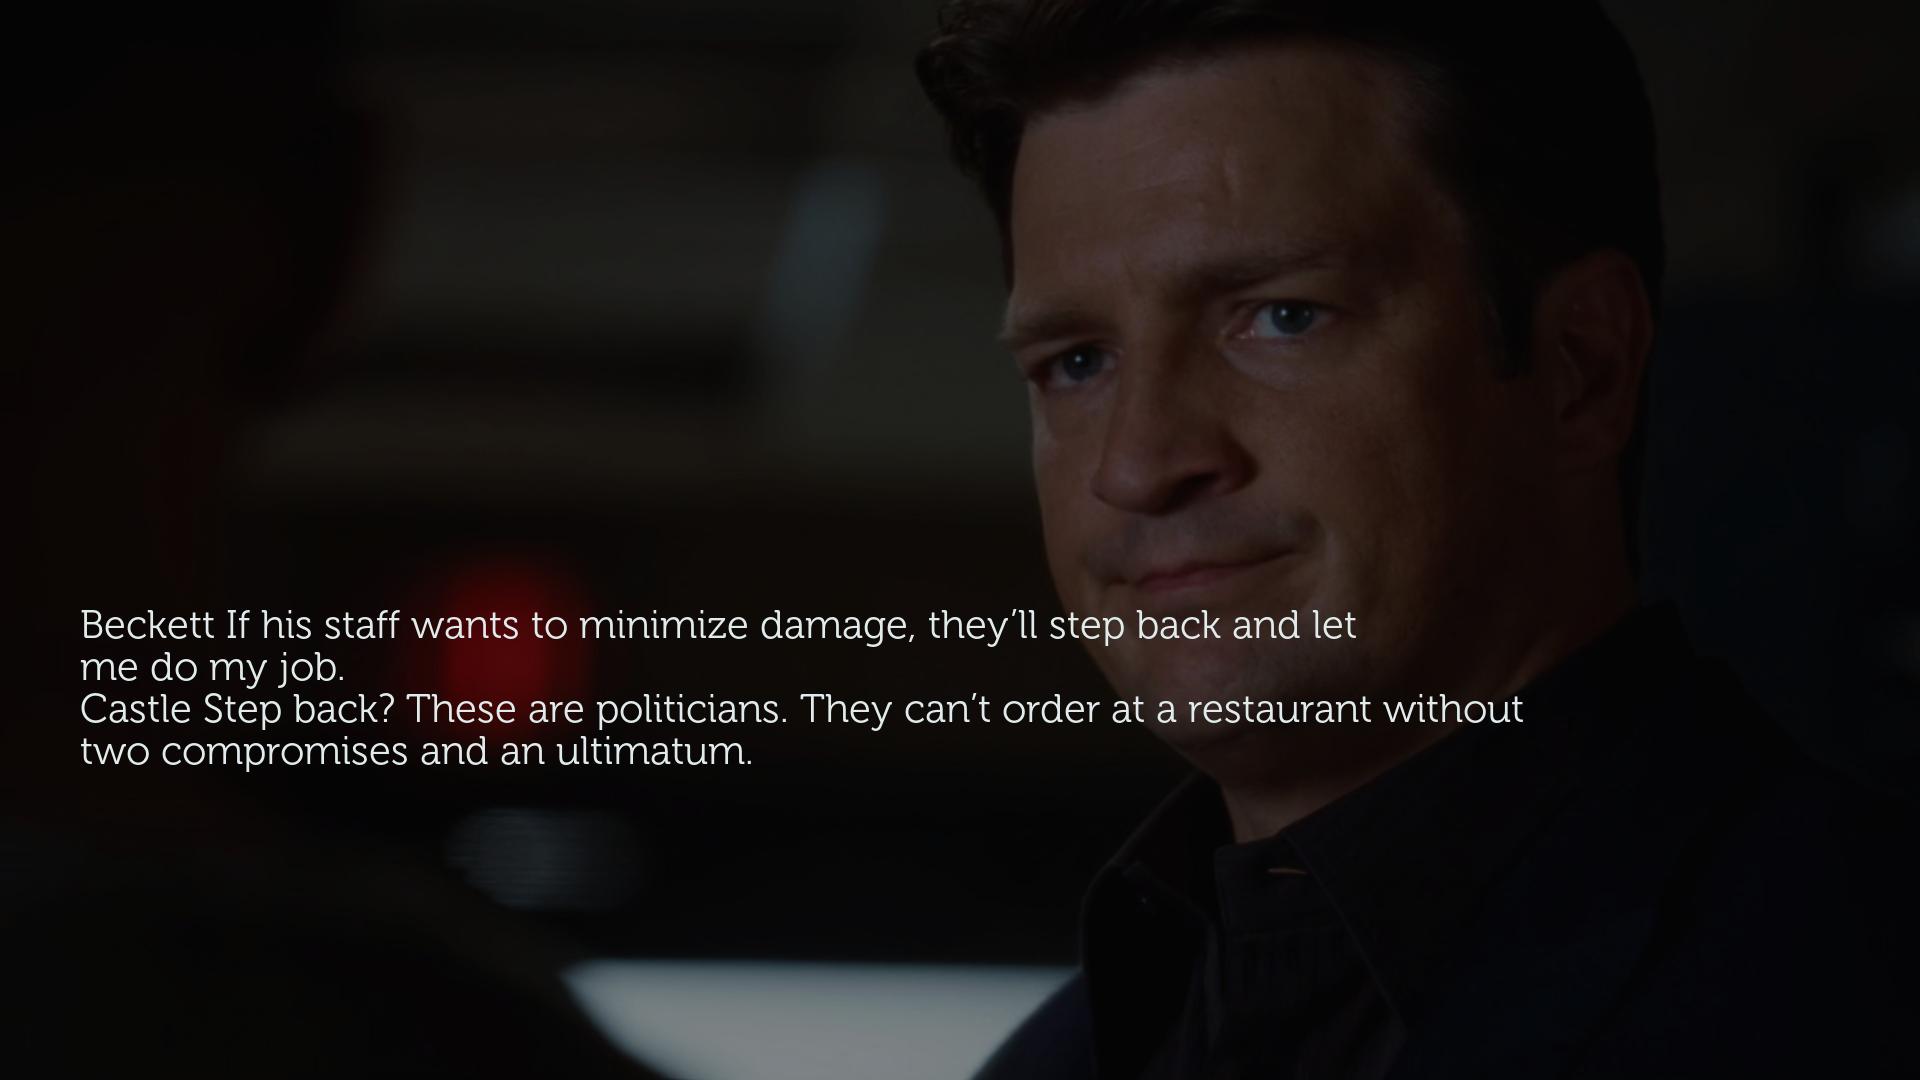 Beckett If his staff wants to minimize damage, they’ll step back and let
me do my job.
Castle Step back? These are politicians. They can’t order at a restaurant without
two compromises and an ultimatum.